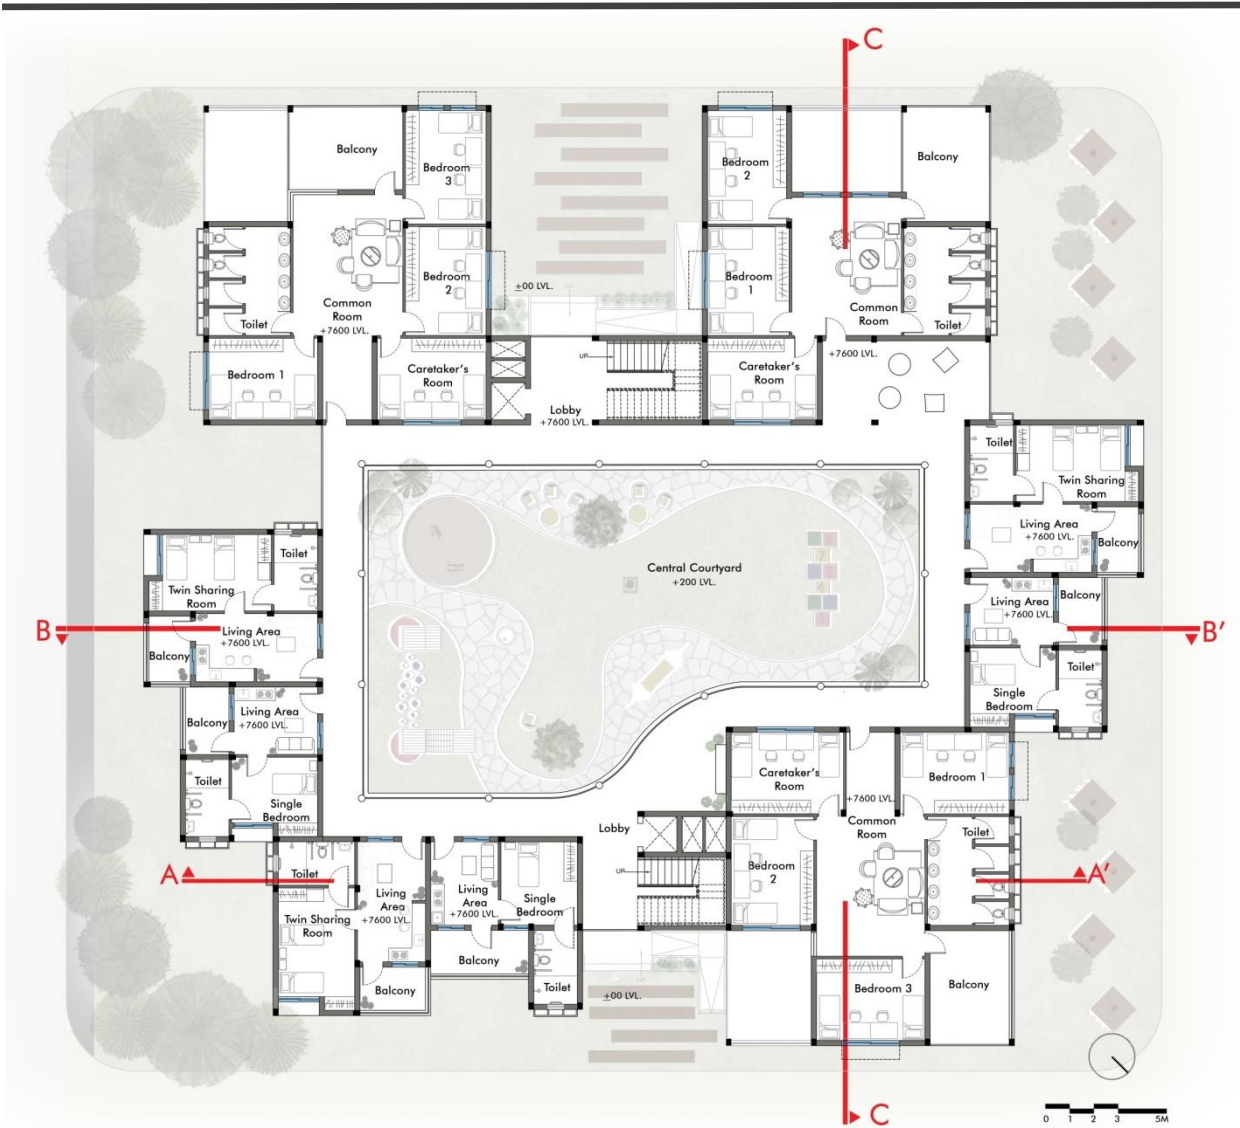 C
Balcony
Bedroom
3
Bedroom
2
Common
Room
+7600 LVL.
Toilet
Bedroom 1
Caretaker's
Room
±00 LVL.
UP
Lobby
+7600 LVL.
Bedroom
2
Balcony
Bedroom
1
Common
Room
Toilet
+7600 LVL.
Caretaker's
Room
Toilet
Twin Sharing
Room
Living Area
+7600 LVL.
Balcony
Living Area
+7600 LVL.
Balcony
Single
Bedroom
Toilet
B'
Central Courtyard
+200 LVL.
Toilet
Twin Sharing
Room
B
Living Area
+7600 LVL.
Balcony
Living Area
+7600 LVL.
Balcony
Toilet
Single
Bedroom
A
Toilet
Twin Sharing
Room
Living
Area
+7600 LVL.
Balcony
Living
Area
+7600 LVL.
Single
Bedroom
Balcony
Toilet
Lobby
UP
±00 LVL.
Caretaker's
Room
Bedroom 1
+7600 LVL.
Common
Room
Toilet
Bedroom
2
A'
Bedroom 3
Balcony
C
0 1 2 3 5M